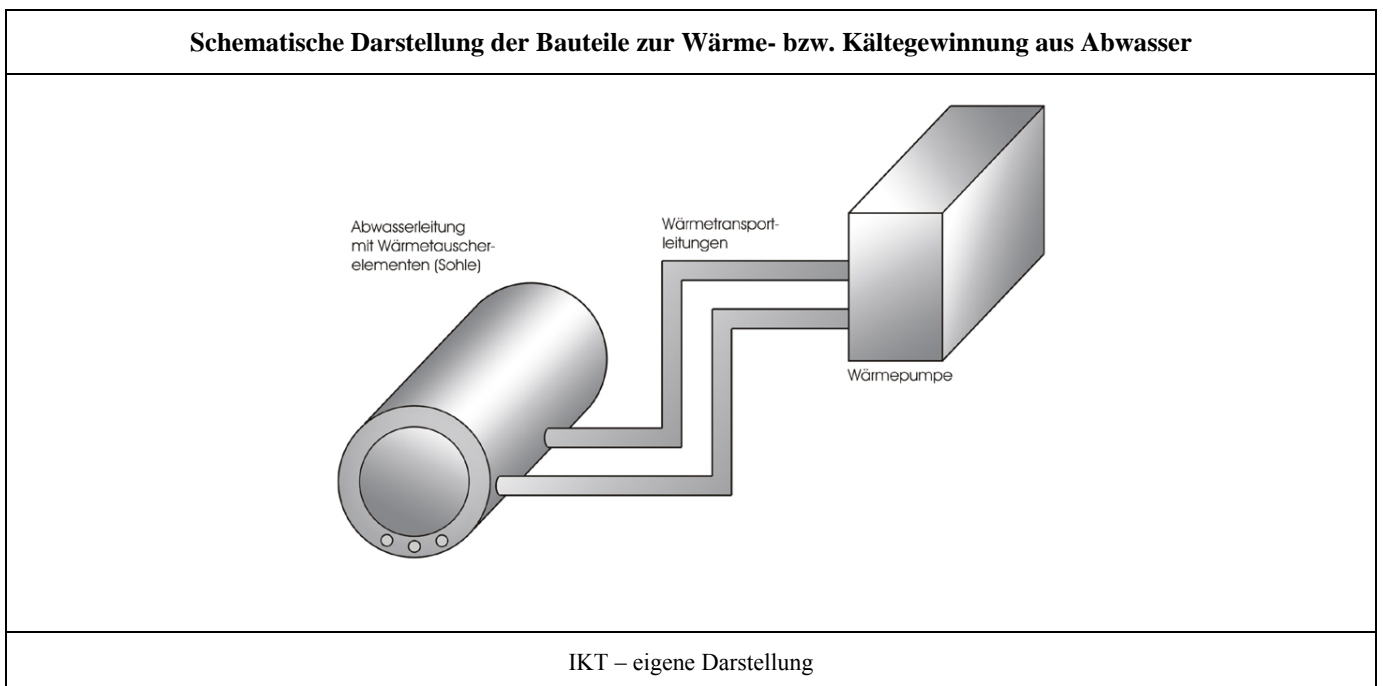 Schematische Darstellung der Bauteile zur Wärme- bzw. Kältegewinnung aus Abwasser
Abwasserleitung
mit Wärmetauscher-
elementen (Sohle)
Wärmetransport-
leitungen
Wärmepumpe
IKT – eigene Darstellung